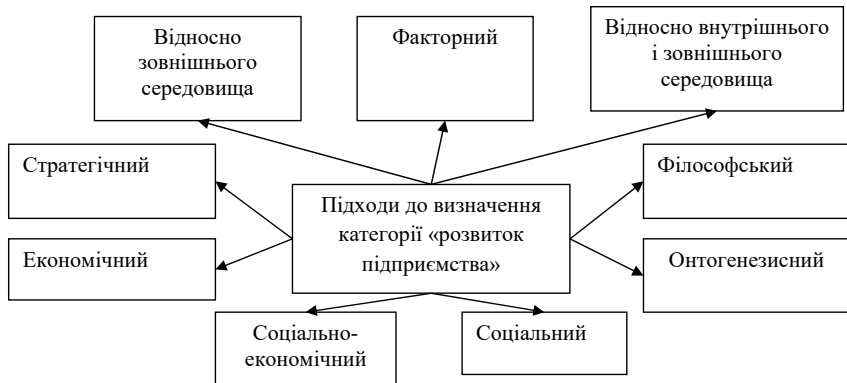 Відносно
зовнішнього
середовища
Факторний
Відносно внутрішнього
і зовнішнього
середовища
Стратегічний
Філософський
Підходи до визначення
категорії «розвиток
підприємства»
Економічний
Онтогенезисний
Соціально-
економічний
Соціальний